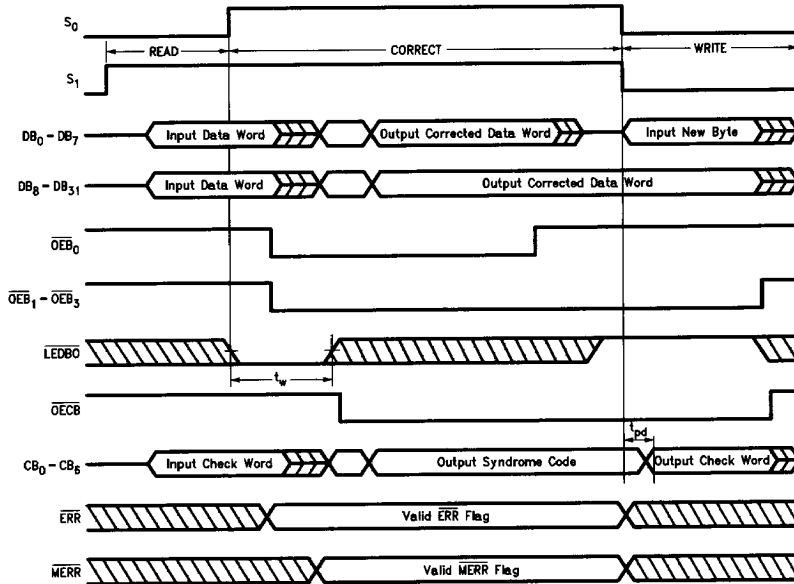 S0
READ
CORRECT
WRITE
S1
DB0 – DB7
Input Data Word
Output Corrected Data Word
Input New Byte
DB8 – DB31
Input Data Word
Output Corrected Data Word
OEB0
OEB1 – OEB3
LEDBO
tw
OECB
tpd
CB0 – CB6
Input Check Word
Output Syndrome Code
Output Check Word
ERR
Valid ERR Flag
MERR
Valid MERR Flag